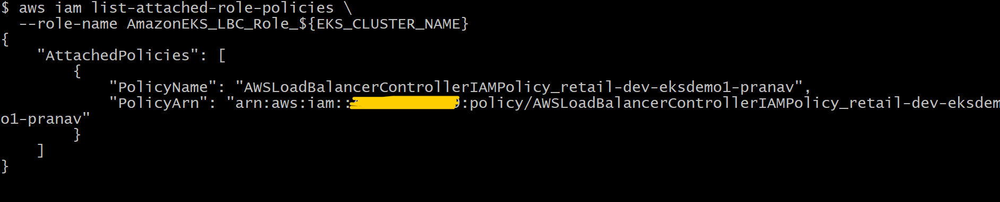 $ aws iam list-attached-role-policies \
  --role-name AmazonEKS_LBC_Role_${EKS_CLUSTER_NAME}
{
    "AttachedPolicies": [
        {
            "PolicyName": "AWSLoadBalancerControllerIAMPolicy_retail-dev-eksdemo1-pranav",
            "PolicyArn": "arn:aws:iam:::policy/AWSLoadBalancerControllerIAMPolicy_retail-dev-eksdem
o1-pranav"
        }
    ]
}